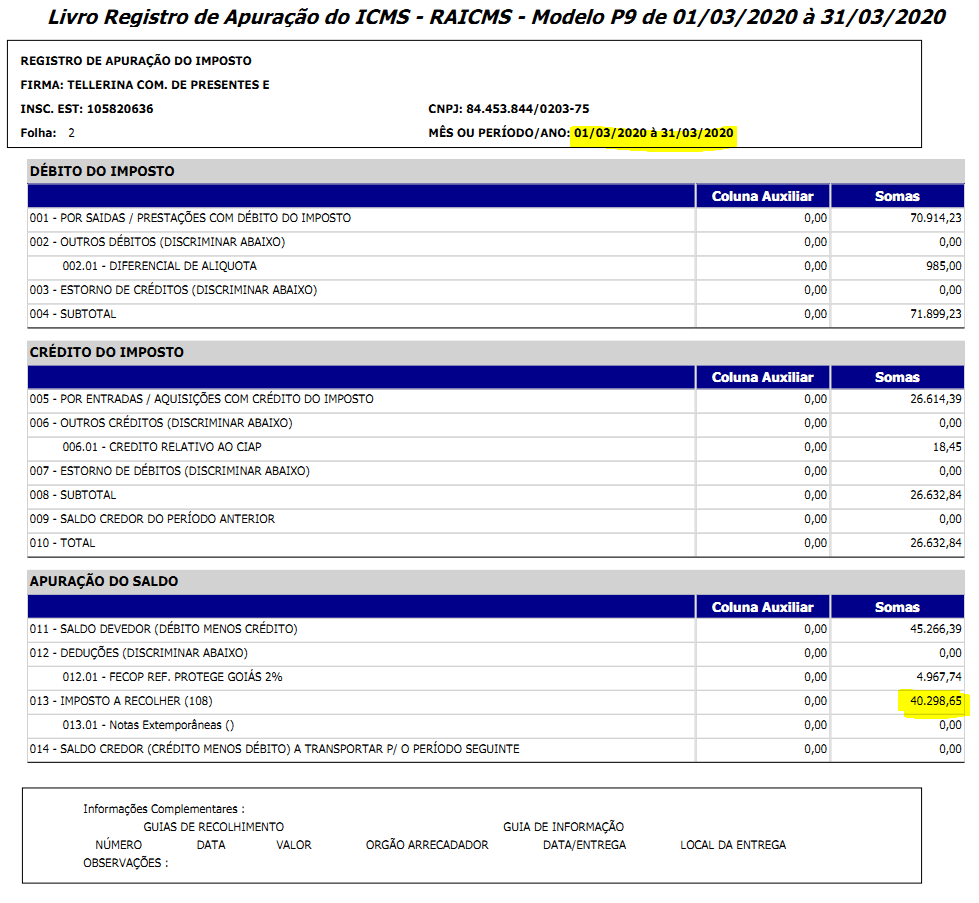 Livro Registro de Apuração do ICMS - RAICMS - Modelo P9 de 01/03/2020 à 31/03/2020
REGISTRO DE APURAÇÃO DO IMPOSTO
FIRMA: TELLERINA COM. DE PRESENTES E
INSC. EST: 105820636 CNPJ: 84.453.844/0203-75
Folha: 2 MÊS OU PERÍODO/ANO: 01/03/2020 à 31/03/2020
DÉBITO DO IMPOSTO
Coluna Auxiliar Somas
001 - POR SAIDAS / PRESTAÇÕES COM DÉBITO DO IMPOSTO 0,00 70.914,23
002 - OUTROS DÉBITOS (DISCRIMINAR ABAIXO) 0,00 0,00
002.01 - DIFERENCIAL DE ALIQUOTA 0,00 985,00
003 - ESTORNO DE CRÉDITOS (DISCRIMINAR ABAIXO) 0,00 0,00
004 - SUBTOTAL 0,00 71.899,23
CRÉDITO DO IMPOSTO
Coluna Auxiliar Somas
005 - POR ENTRADAS / AQUISIÇÕES COM CRÉDITO DO IMPOSTO 0,00 26.614,39
006 - OUTROS CRÉDITOS (DISCRIMINAR ABAIXO) 0,00 0,00
006.01 - CREDITO RELATIVO AO CIAP 0,00 18,45
007 - ESTORNO DE DÉBITOS (DISCRIMINAR ABAIXO) 0,00 0,00
008 - SUBTOTAL 0,00 26.632,84
009 - SALDO CREDOR DO PERÍODO ANTERIOR 0,00 0,00
010 - TOTAL 0,00 26.632,84
APURAÇÃO DO SALDO
Coluna Auxiliar Somas
011 - SALDO DEVEDOR (DÉBITO MENOS CRÉDITO) 0,00 45.266,39
012 - DEDUÇÕES (DISCRIMINAR ABAIXO) 0,00 0,00
012.01 - FECOP REF. PROTEGE GOIÁS 2% 0,00 4.967,74
013 - IMPOSTO A RECOLHER (108) 0,00 40.298,65
013.01 - Notas Extemporâneas () 0,00 0,00
014 - SALDO CREDOR (CRÉDITO MENOS DÉBITO) A TRANSPORTAR P/ O PERÍODO SEGUINTE 0,00 0,00
Informações Complementares :
GUIAS DE RECOLHIMENTO GUIA DE INFORMAÇÃO
NÚMERO DATA VALOR ORGÃO ARRECADADOR DATA/ENTREGA LOCAL DA ENTREGA
OBSERVAÇÕES :